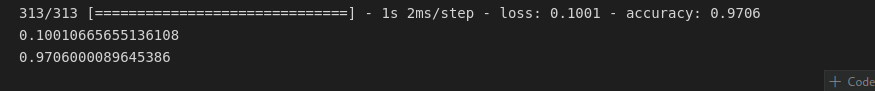 313/313 [==============================] - 1s 2ms/step - loss: 0.1001 - accuracy: 0.9706
0.10010665655136108
0.9706000089645386
+ Code